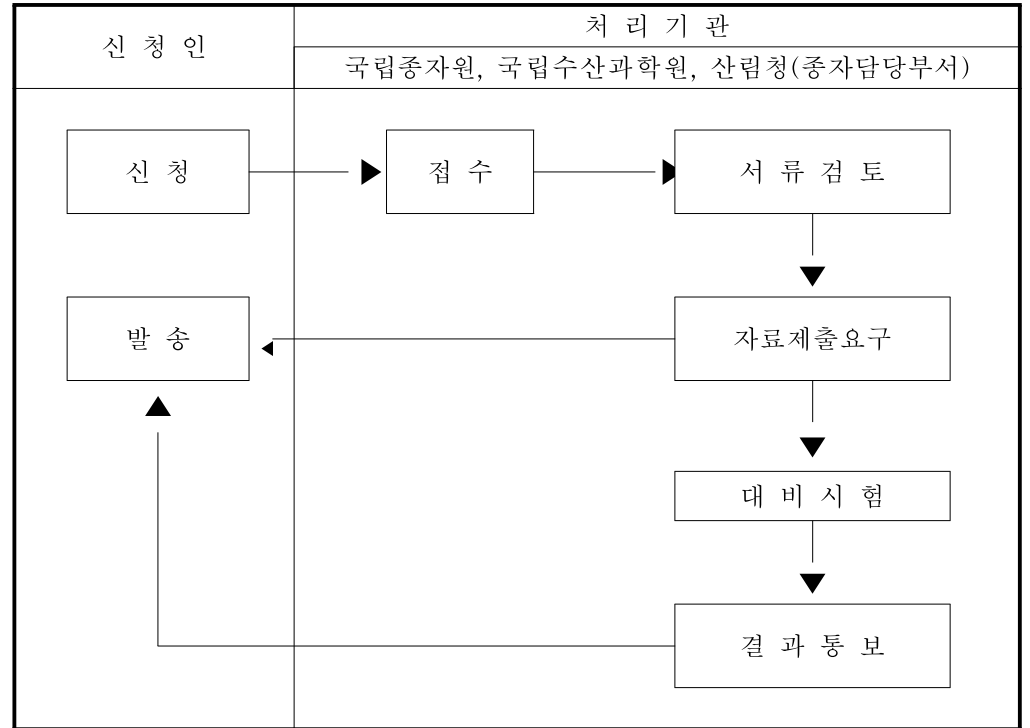 신 청 인
처 리 기 관
국립종자원, 국립수산과학원, 산림청(종자담당부서)
신 청
접 수
서 류 검 토
발 송
자료제출요구
대 비 시 험
결 과 통 보